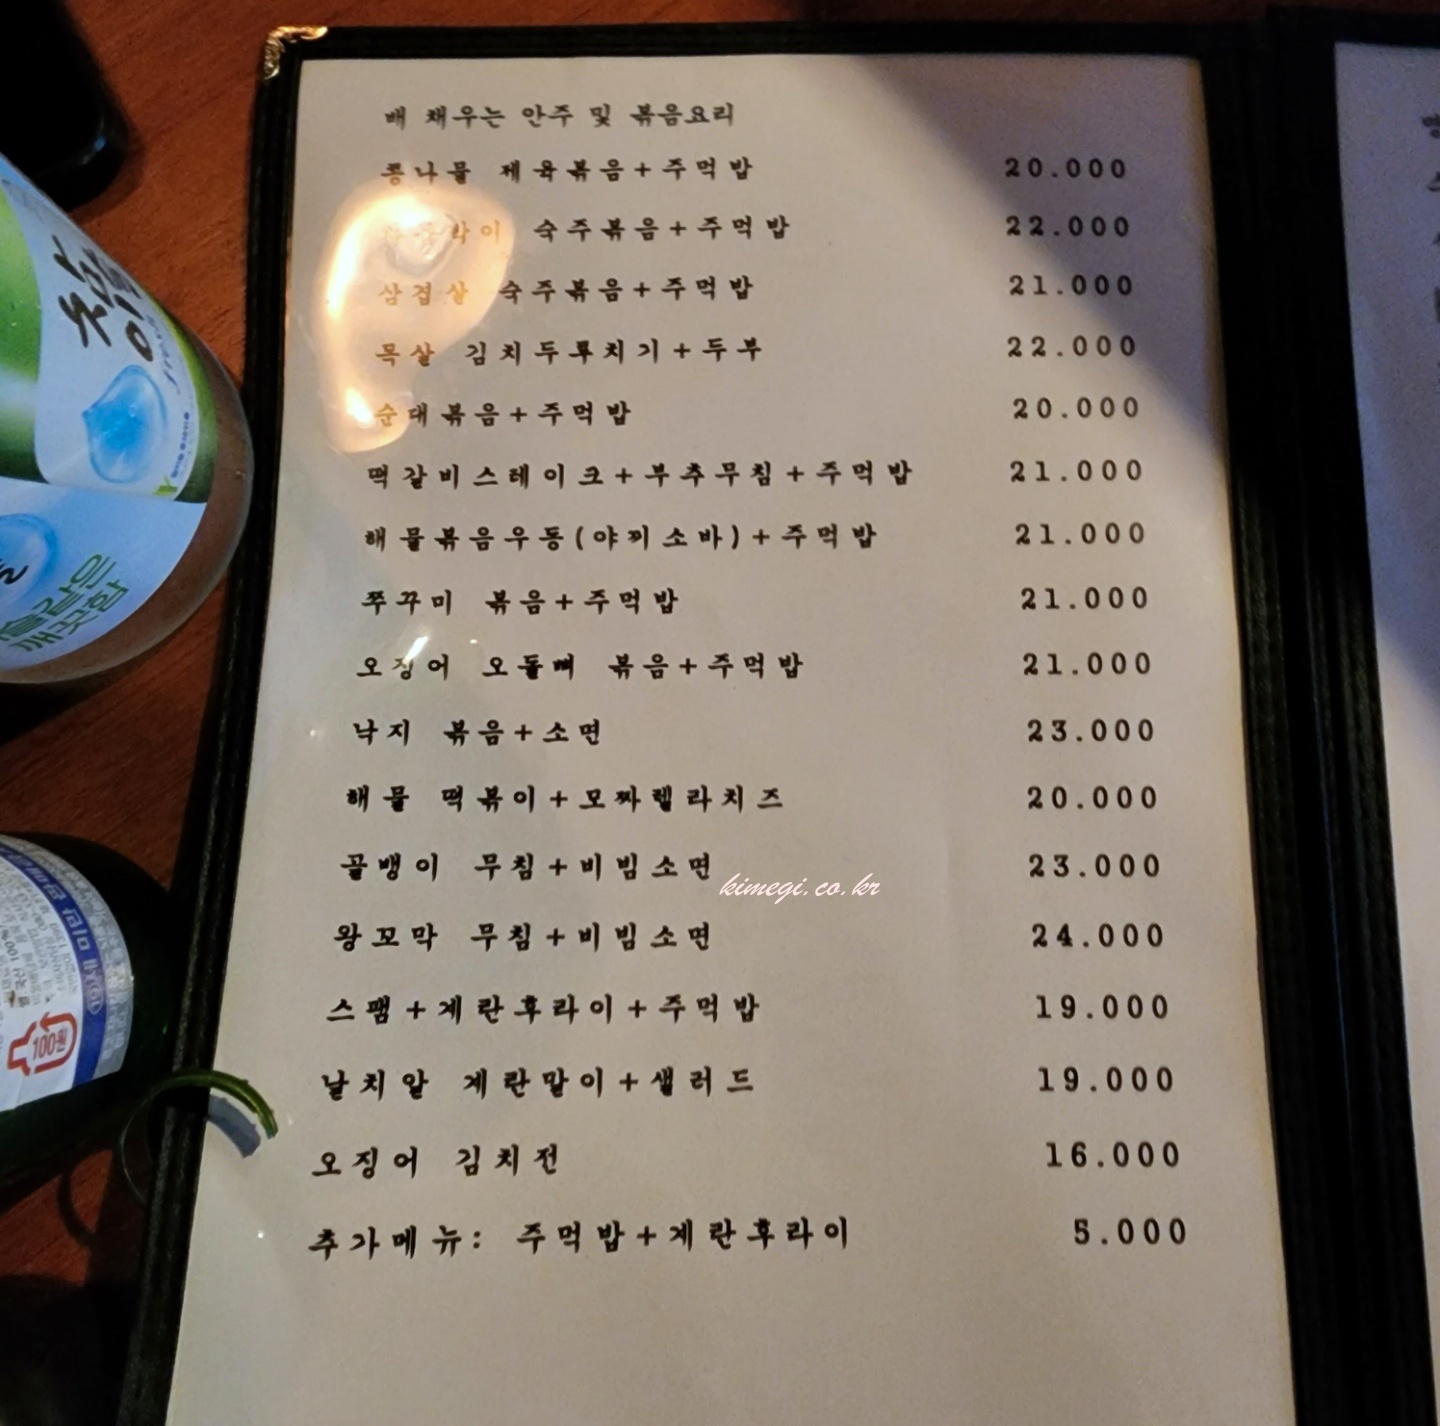 배 채우는 안주 및 볶음요리
콩나물 제육볶음+주먹밥 20.000
숙주볶음+주먹밥 22.000
삼겹살 숙주볶음+주먹밥 21.000
목살 김치두루치기+두부 22.000
순대볶음+주먹밥 20.000
떡갈비스테이크+부추무침+주먹밥 21.000
해물볶음우동(야끼소바)+주먹밥 21.000
쭈꾸미 볶음+주먹밥 21.000
오징어 오돌뼈 볶음+주먹밥 21.000
낙지 볶음+소면 23.000
해물 떡볶이+모짜렐라치즈 20.000
골뱅이 무침+비빔소면 23.000
kimegi.co.kr
왕꼬막 무침+비빔소면 24.000
스팸+계란후라이+주먹밥 19.000
날치알 계란말이+샐러드 19.000
오징어 김치전 16.000
추가메뉴: 주먹밥+계란후라이 5.000
100원